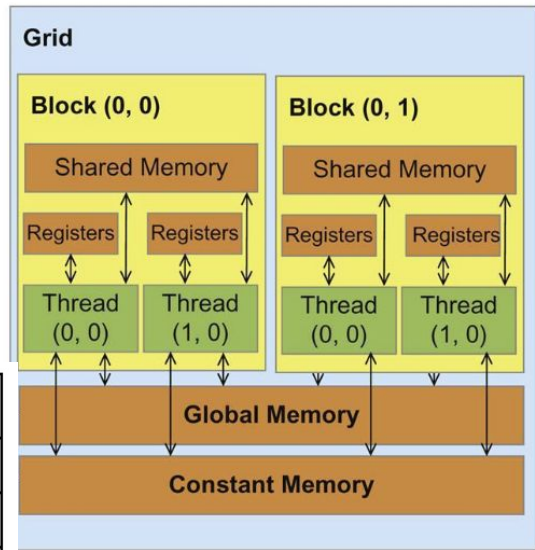 Grid
Block (0, 0)
Block (0, 1)
Shared Memory
Shared Memory
Registers
Registers
Registers
Registers
Thread
(0, 0)
Thread
(1, 0)
Thread
(0, 0)
Thread
(1, 0)
Global Memory
Constant Memory